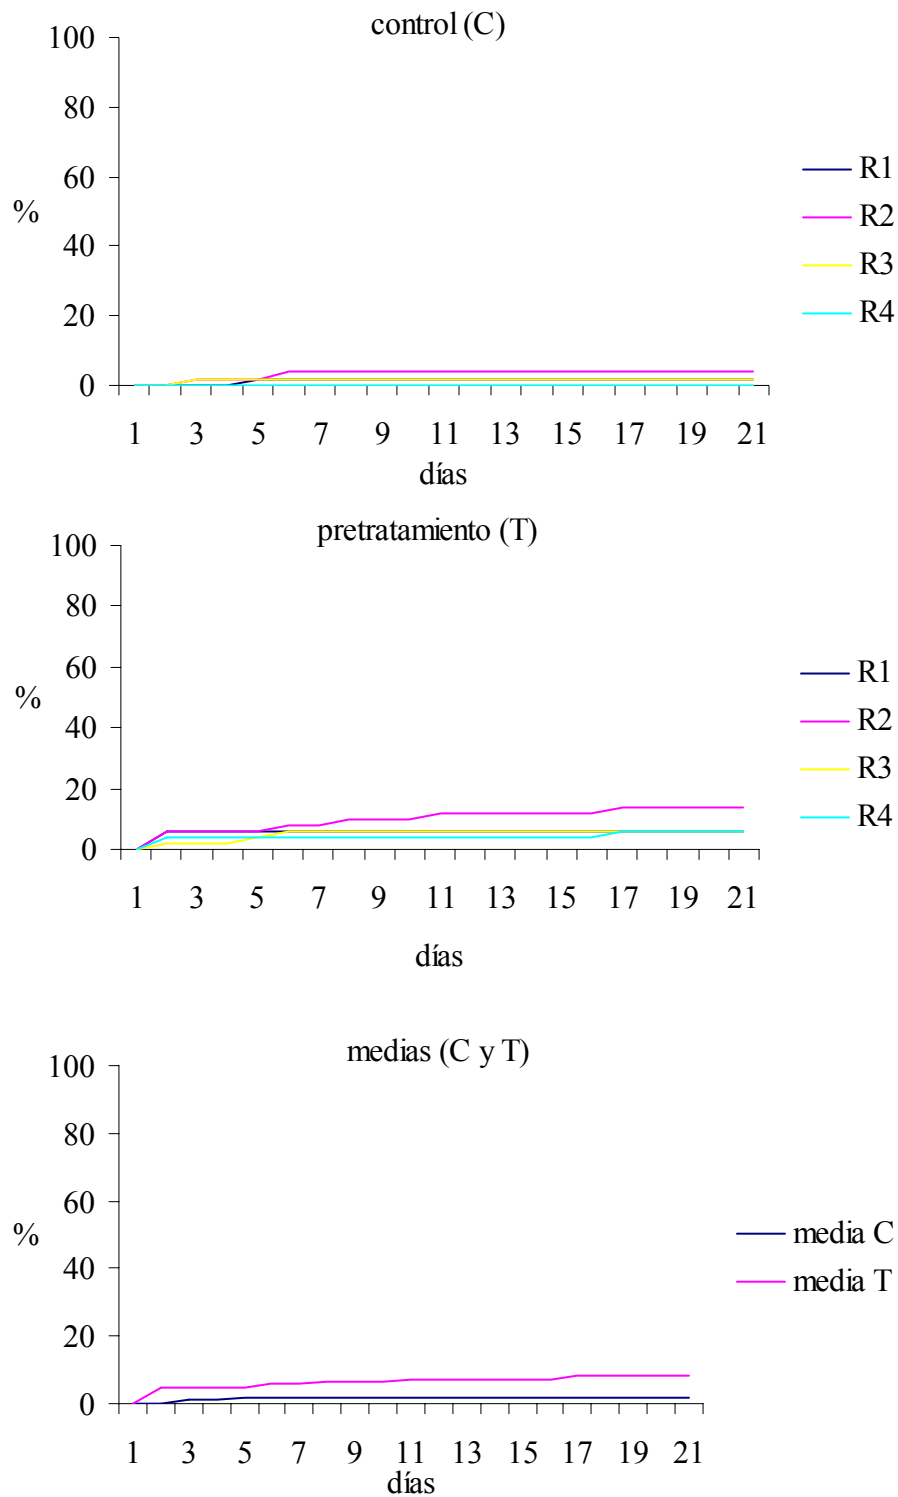 control (C)
100
80
60
40
20
0
%
1 3 5 7 9 11 13 15 17 19 21
días
R1
R2
R3
R4
pretratamiento (T)
100
80
60
40
20
0
%
1 3 5 7 9 11 13 15 17 19 21
días
R1
R2
R3
R4
medias (C y T)
100
80
60
40
20
0
%
1 3 5 7 9 11 13 15 17 19 21
días
media C
media T